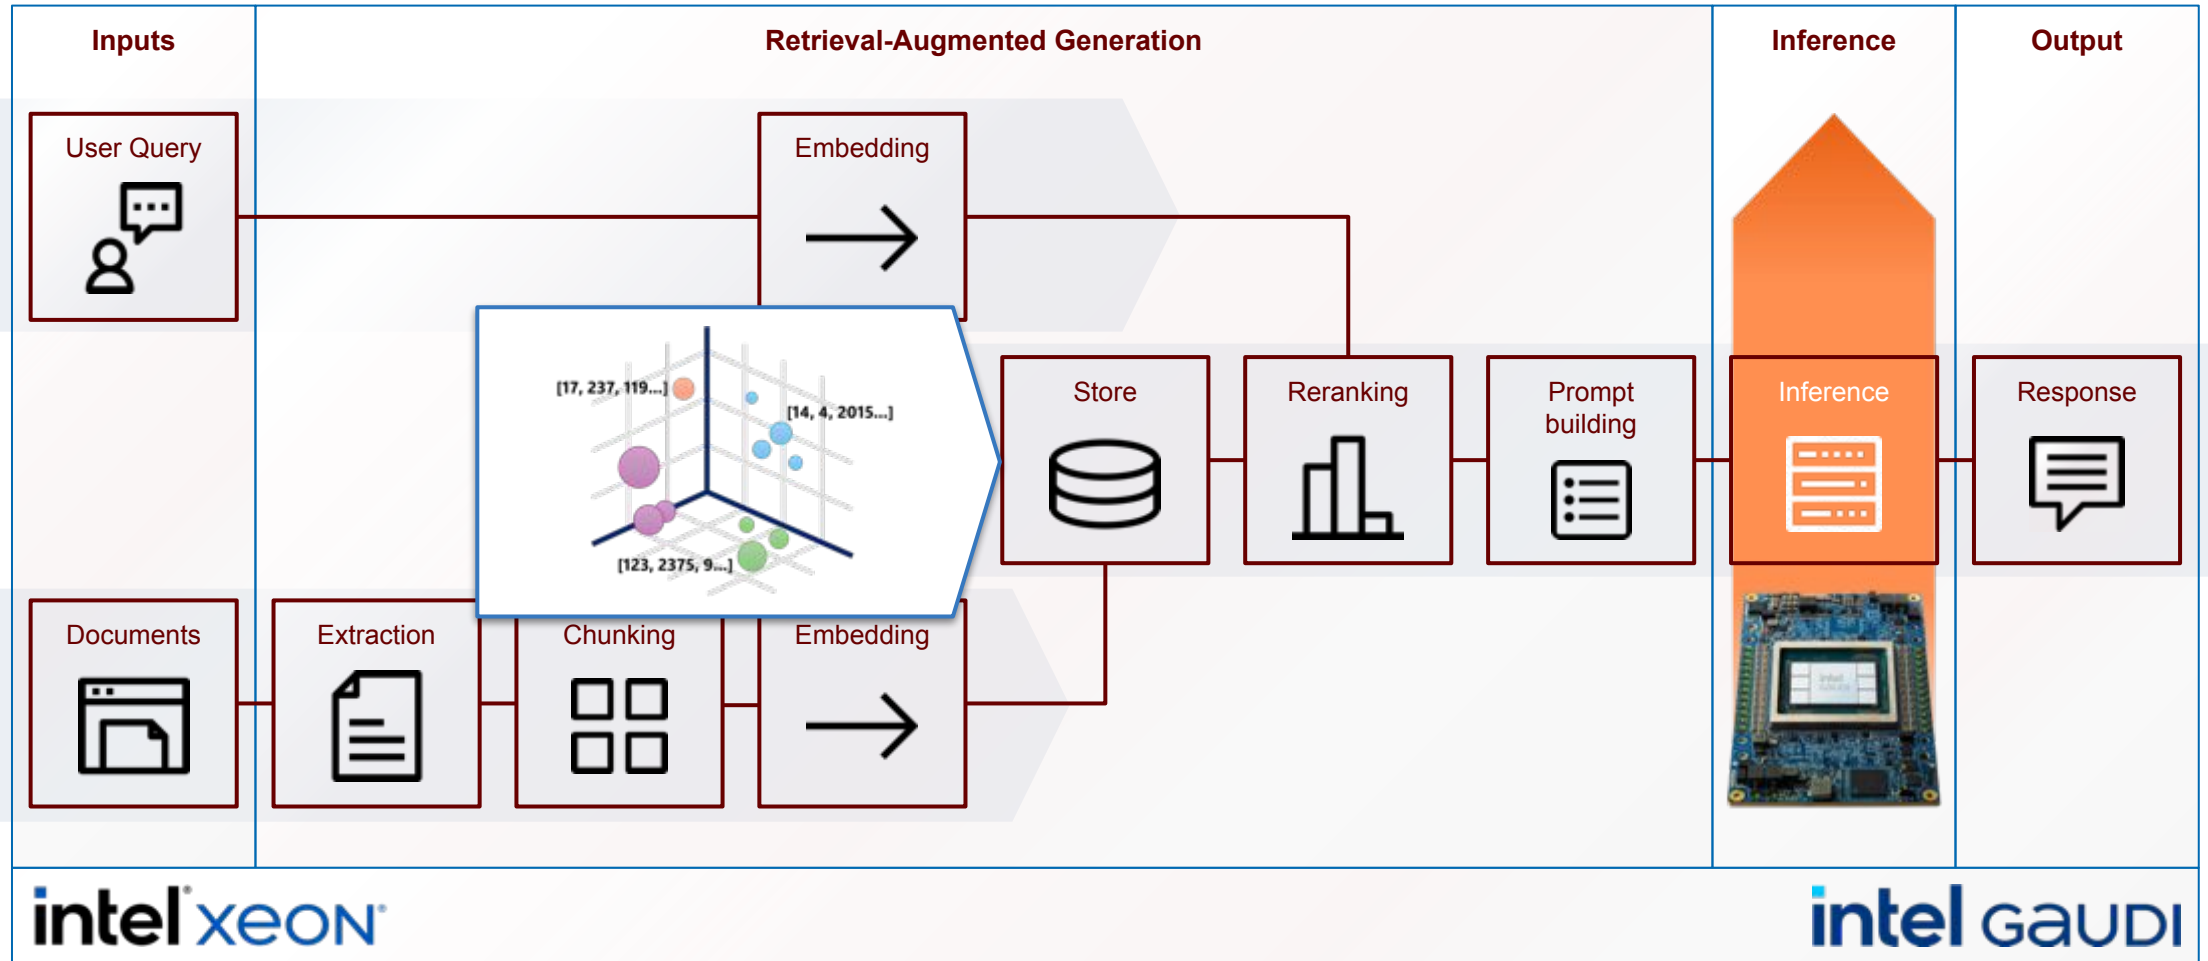 Inputs
Retrieval-Augmented Generation
Inference
Output
User Query
Embedding
[17, 237, 119...]
[14, 4, 2015...]
[123, 2375, 9...]
Store
Reranking
Prompt
building
Inference
Response
Documents
Extraction
Chunking
Embedding
intel
intel® xeon®
intel GAUDI